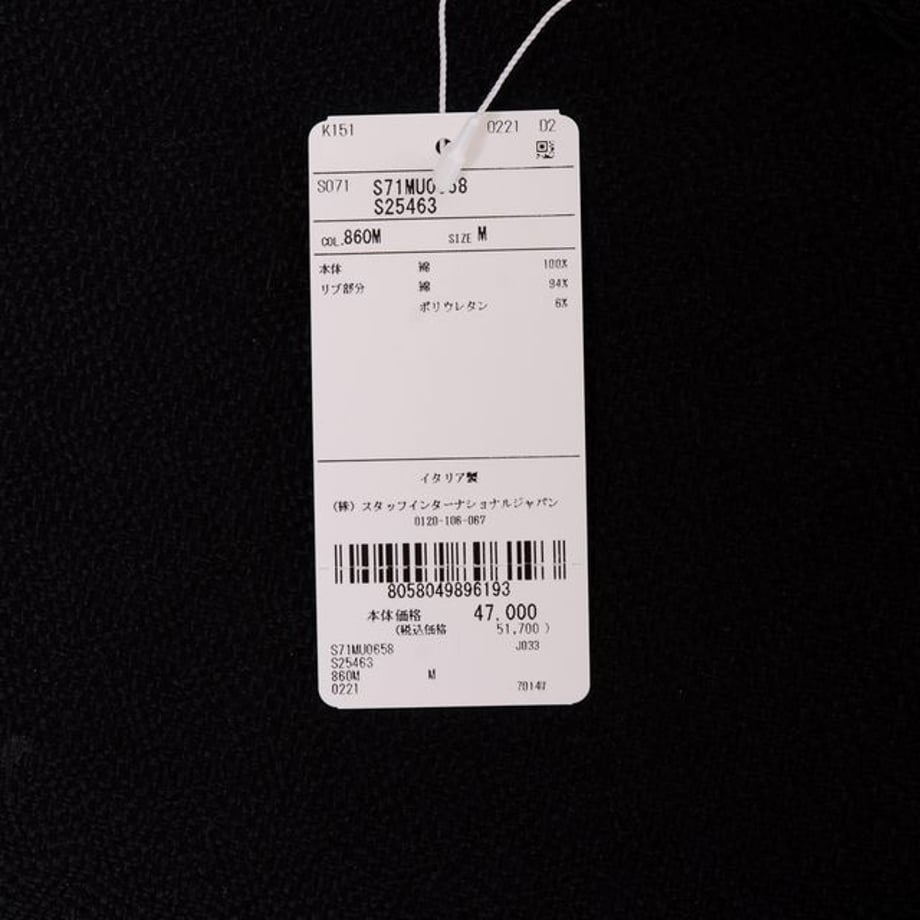 K151 0221 D2
S071 S71MU0658
S25463
COL.860M SIZE M
本体 綿 100%
リブ部分 綿 94%
ポリウレタン 6%
イタリア製
(株) スタッフインターナショナルジャパン
0120-106-067
8058049896193
本体価格 47,000
(税込価格 51,700 )
S71MU0658 J033
S25463
860M M
0221 7014W